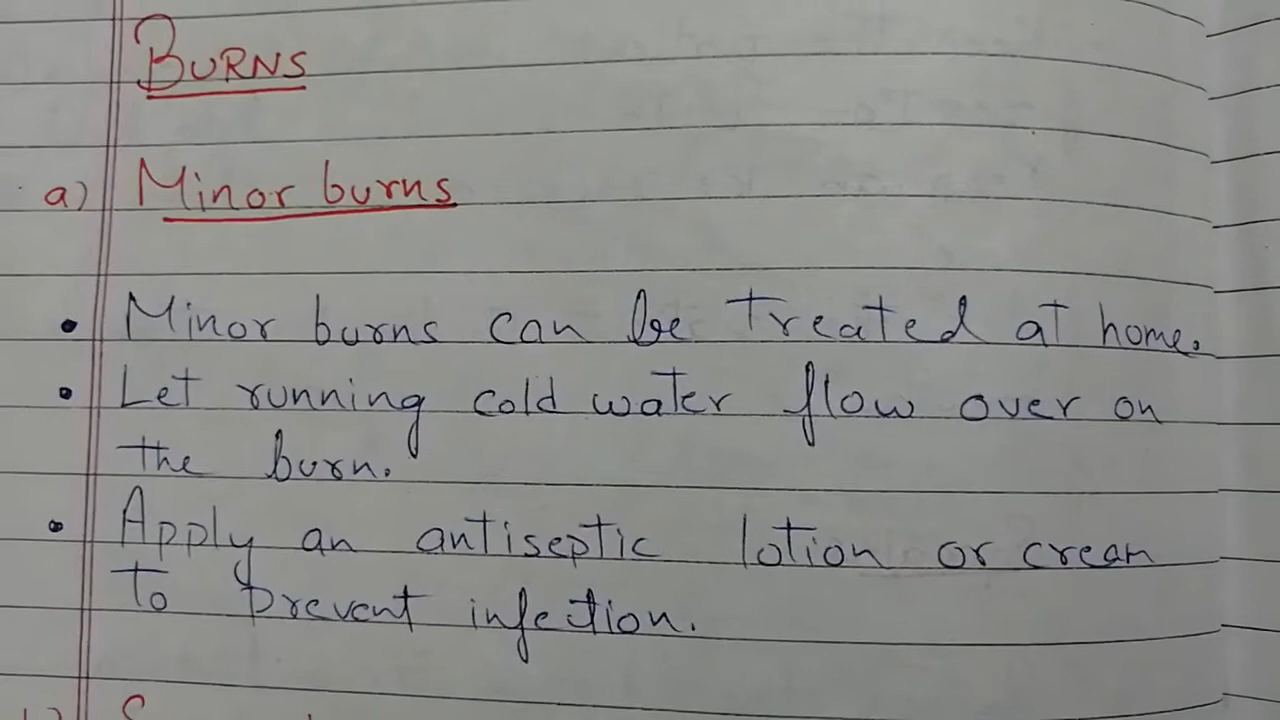 BURNS
a) Minor burns
• Minor burns can be treated at home.
• Let running cold water flow over on
the burn.
• Apply an antiseptic lotion or cream
to prevent infection.